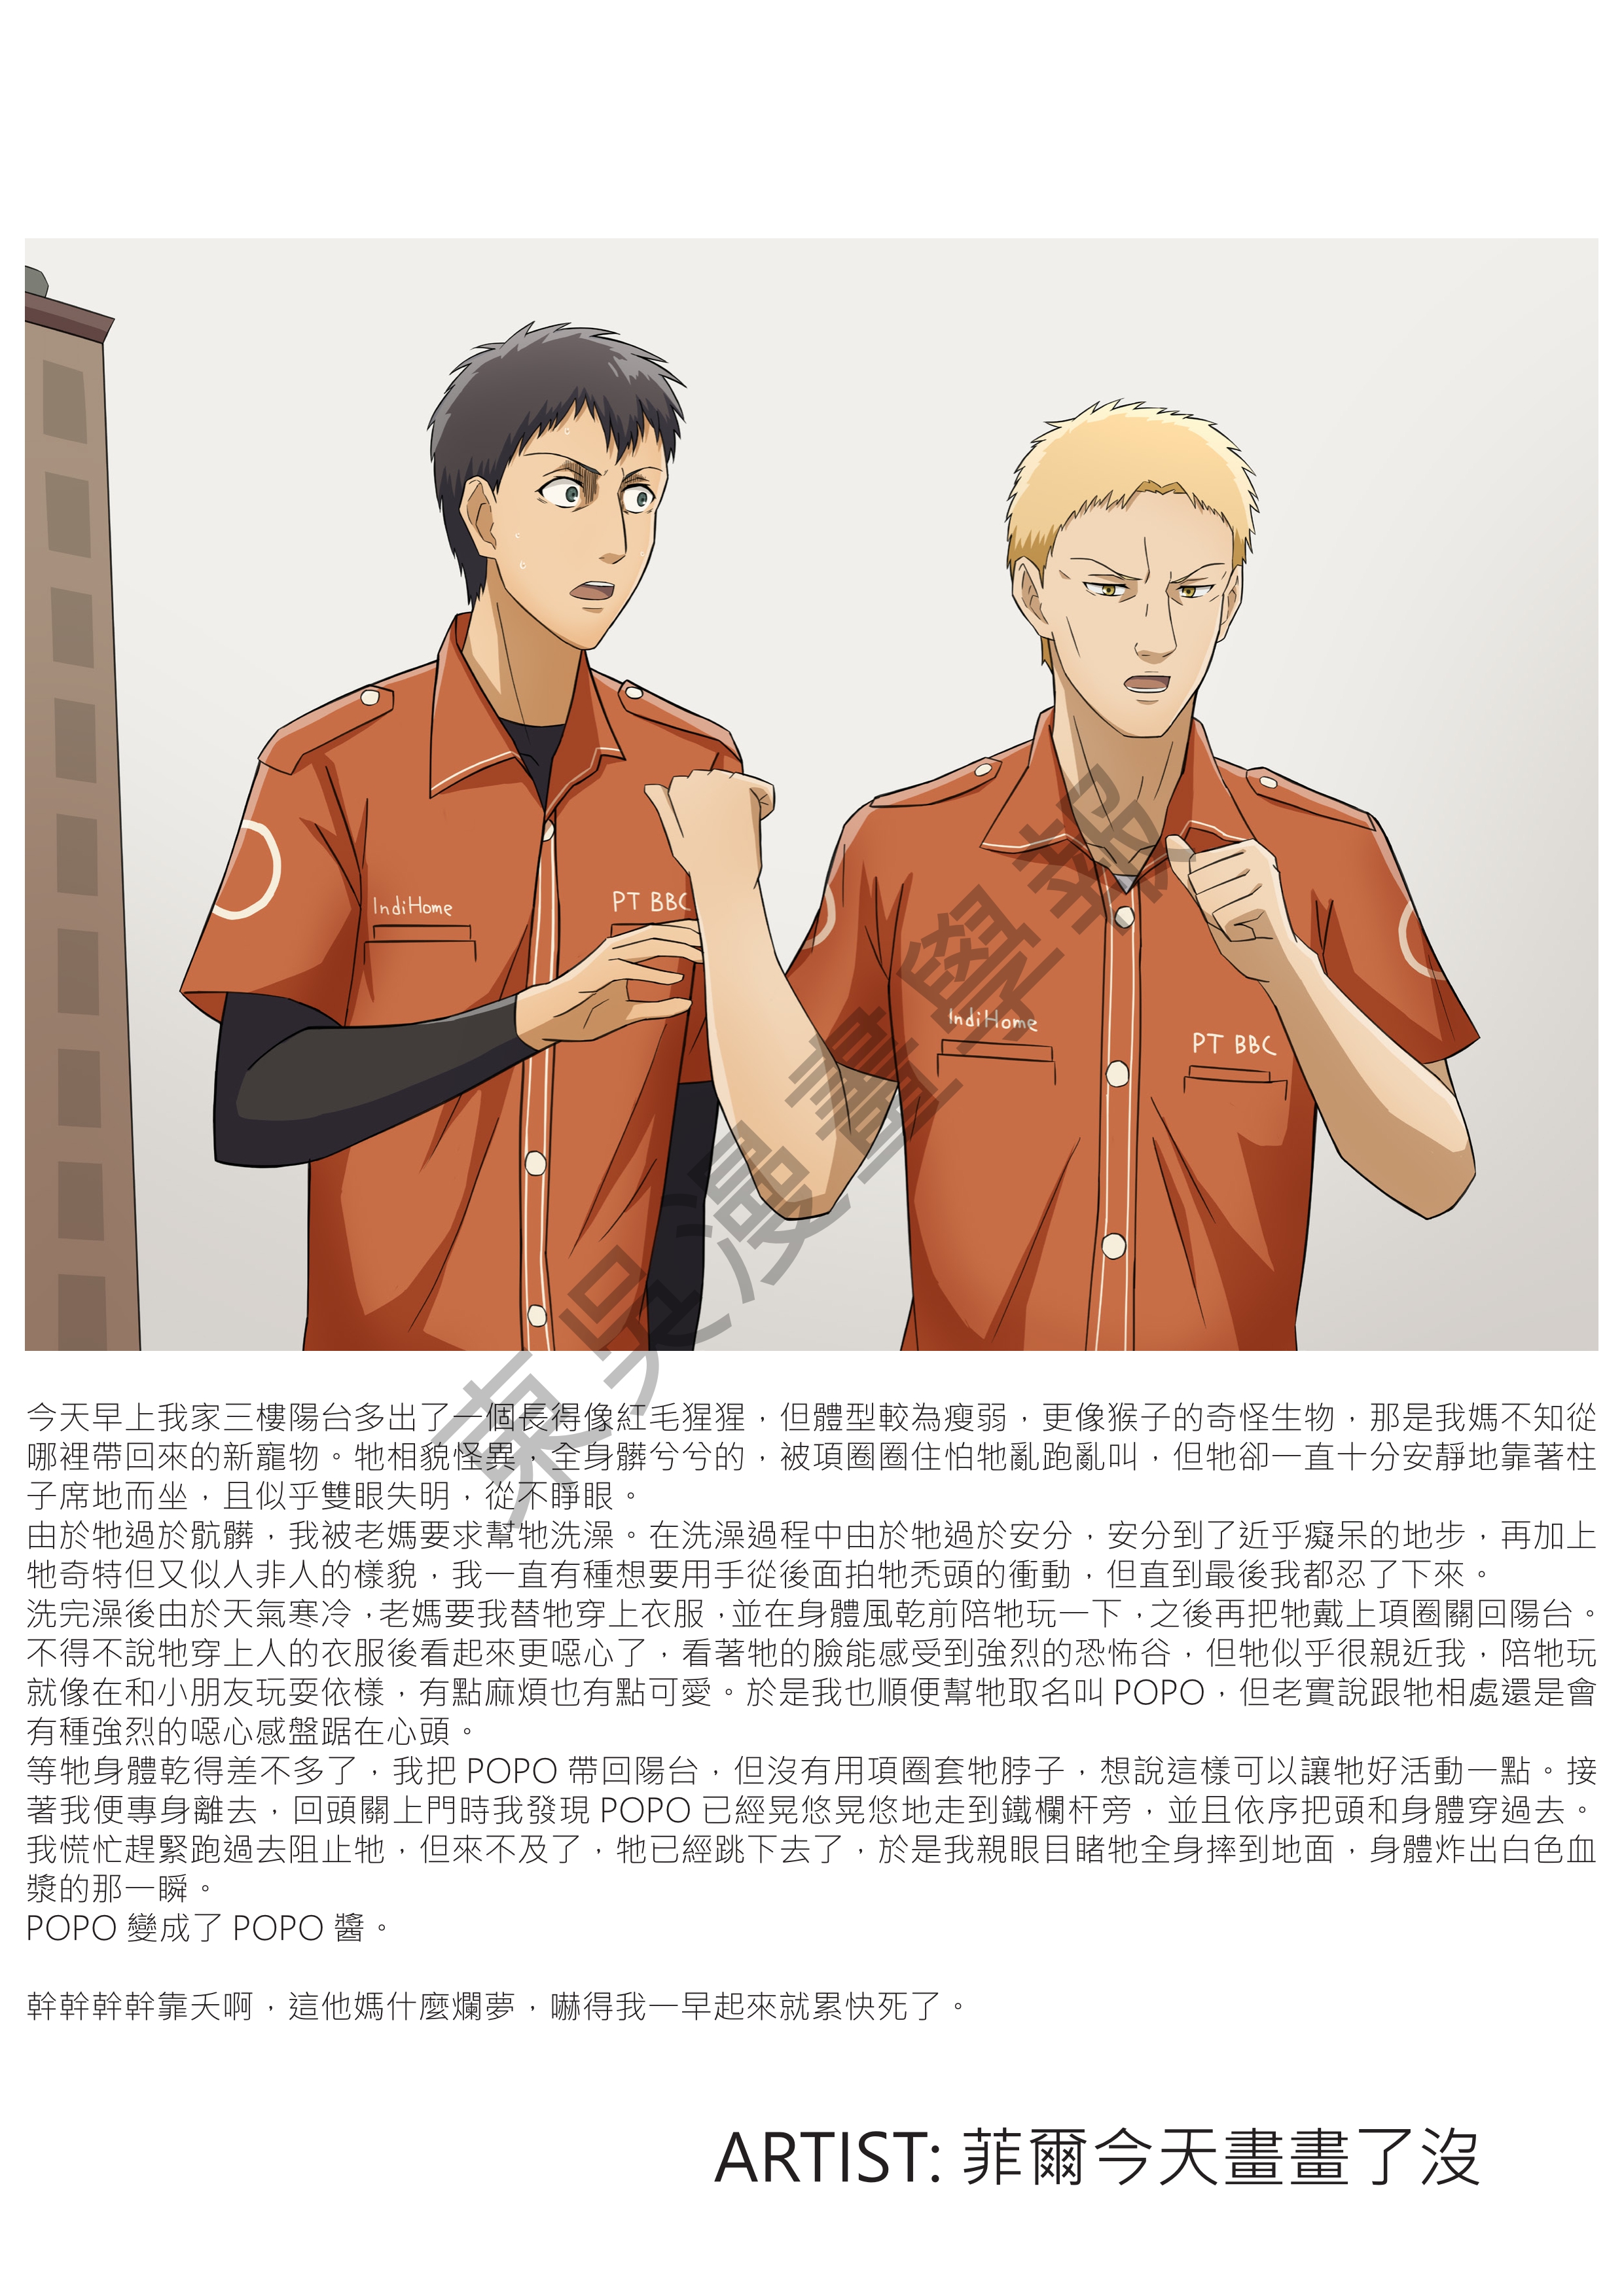 IndiHome
PT BBC
IndiHome
PT BBC
東吳漫畫學報
今天早上我家三樓陽台多出了一個長得像紅毛猩猩，但體型較為瘦弱，更像猴子的奇怪生物，那是我媽不知從
哪裡帶回來的新寵物。牠相貌怪異，全身髒兮兮的，被項圈圈住怕牠亂跑亂叫，但牠卻一直十分安靜地靠著柱
子席地而坐，且似乎雙眼失明，從不睜眼。
由於牠過於骯髒，我被老媽要求幫牠洗澡。在洗澡過程中由於牠過於安分，安分到了近乎癡呆的地步，再加上
牠奇特但又似人非人的樣貌，我一直有種想要用手從後面拍牠禿頭的衝動，但直到最後我都忍了下來。
洗完澡後由於天氣寒冷，老媽要我替牠穿上衣服，並在身體風乾前陪牠玩一下，之後再把牠戴上項圈關回陽台。
不得不說牠穿上人的衣服後看起來更噁心了，看著牠的臉能感受到強烈的恐怖谷，但牠似乎很親近我，陪牠玩
就像在和小朋友玩耍依樣，有點麻煩也有點可愛。於是我也順便幫牠取名叫 POPO，但老實說跟牠相處還是會
有種強烈的噁心感盤踞在心頭。
等牠身體乾得差不多了，我把 POPO 帶回陽台，但沒有用項圈套牠脖子，想說這樣可以讓牠好活動一點。接
著我便專身離去，回頭關上門時我發現 POPO 已經晃悠晃悠地走到鐵欄杆旁，並且依序把頭和身體穿過去。
我慌忙趕緊跑過去阻止牠，但來不及了，牠已經跳下去了，於是我親眼目睹牠全身摔到地面，身體炸出白色血
漿的那一瞬。
POPO 變成了 POPO 醬。
幹幹幹幹靠夭啊，這他媽什麼爛夢，嚇得我一早起來就累快死了。
ARTIST: 菲爾今天畫畫了沒